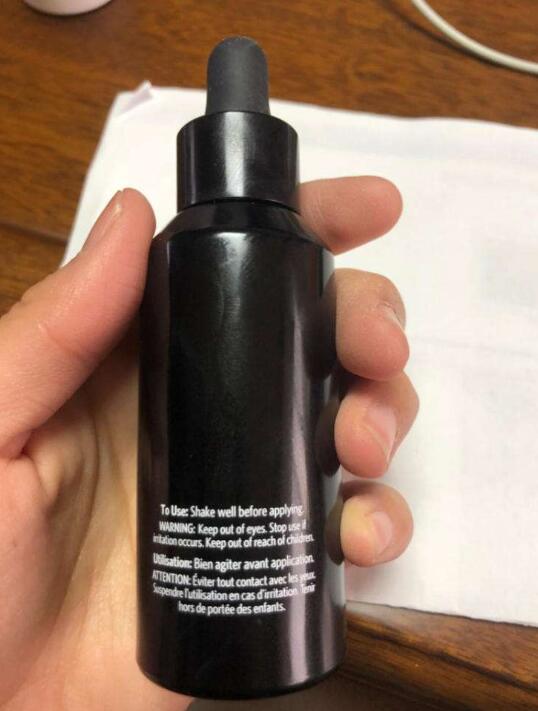 To Use: Shake well before applying.
WARNING: Keep out of eyes. Stop use if
irritation occurs. Keep out of reach of children.
Utilisation: Bien agiter avant application.
ATTENTION: Éviter tout contact avec les yeux.
Suspendre l'utilisation en cas d'irritation. Tenir
hors de portée des enfants.